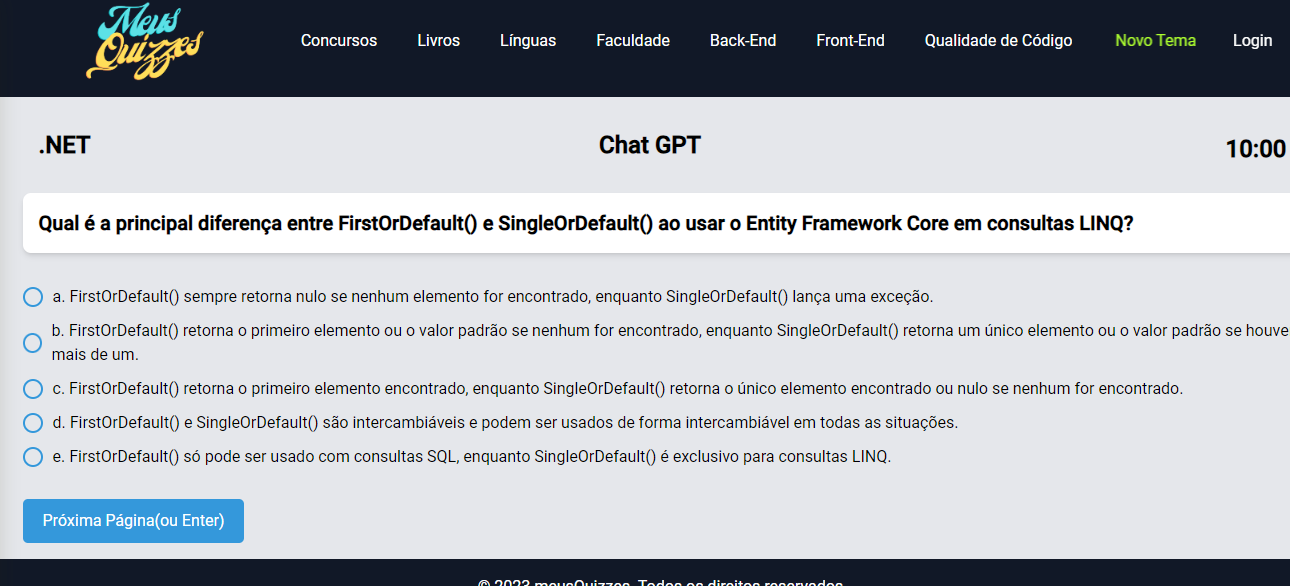 Meus
Quizzes
Concursos Livros Línguas Faculdade Back-End Front-End Qualidade de Código Novo Tema Login
.NET Chat GPT 10:00
Qual é a principal diferença entre FirstOrDefault() e SingleOrDefault() ao usar o Entity Framework Core em consultas LINQ?
a. FirstOrDefault() sempre retorna nulo se nenhum elemento for encontrado, enquanto SingleOrDefault() lança uma exceção.
b. FirstOrDefault() retorna o primeiro elemento ou o valor padrão se nenhum for encontrado, enquanto SingleOrDefault() retorna um único elemento ou o valor padrão se houve
mais de um.
c. FirstOrDefault() retorna o primeiro elemento encontrado, enquanto SingleOrDefault() retorna o único elemento encontrado ou nulo se nenhum for encontrado.
d. FirstOrDefault() e SingleOrDefault() são intercambiáveis e podem ser usados de forma intercambiável em todas as situações.
e. FirstOrDefault() só pode ser usado com consultas SQL, enquanto SingleOrDefault() é exclusivo para consultas LINQ.
Próxima Página(ou Enter)
© 2023 meusQuizzes. Todos os direitos reservados